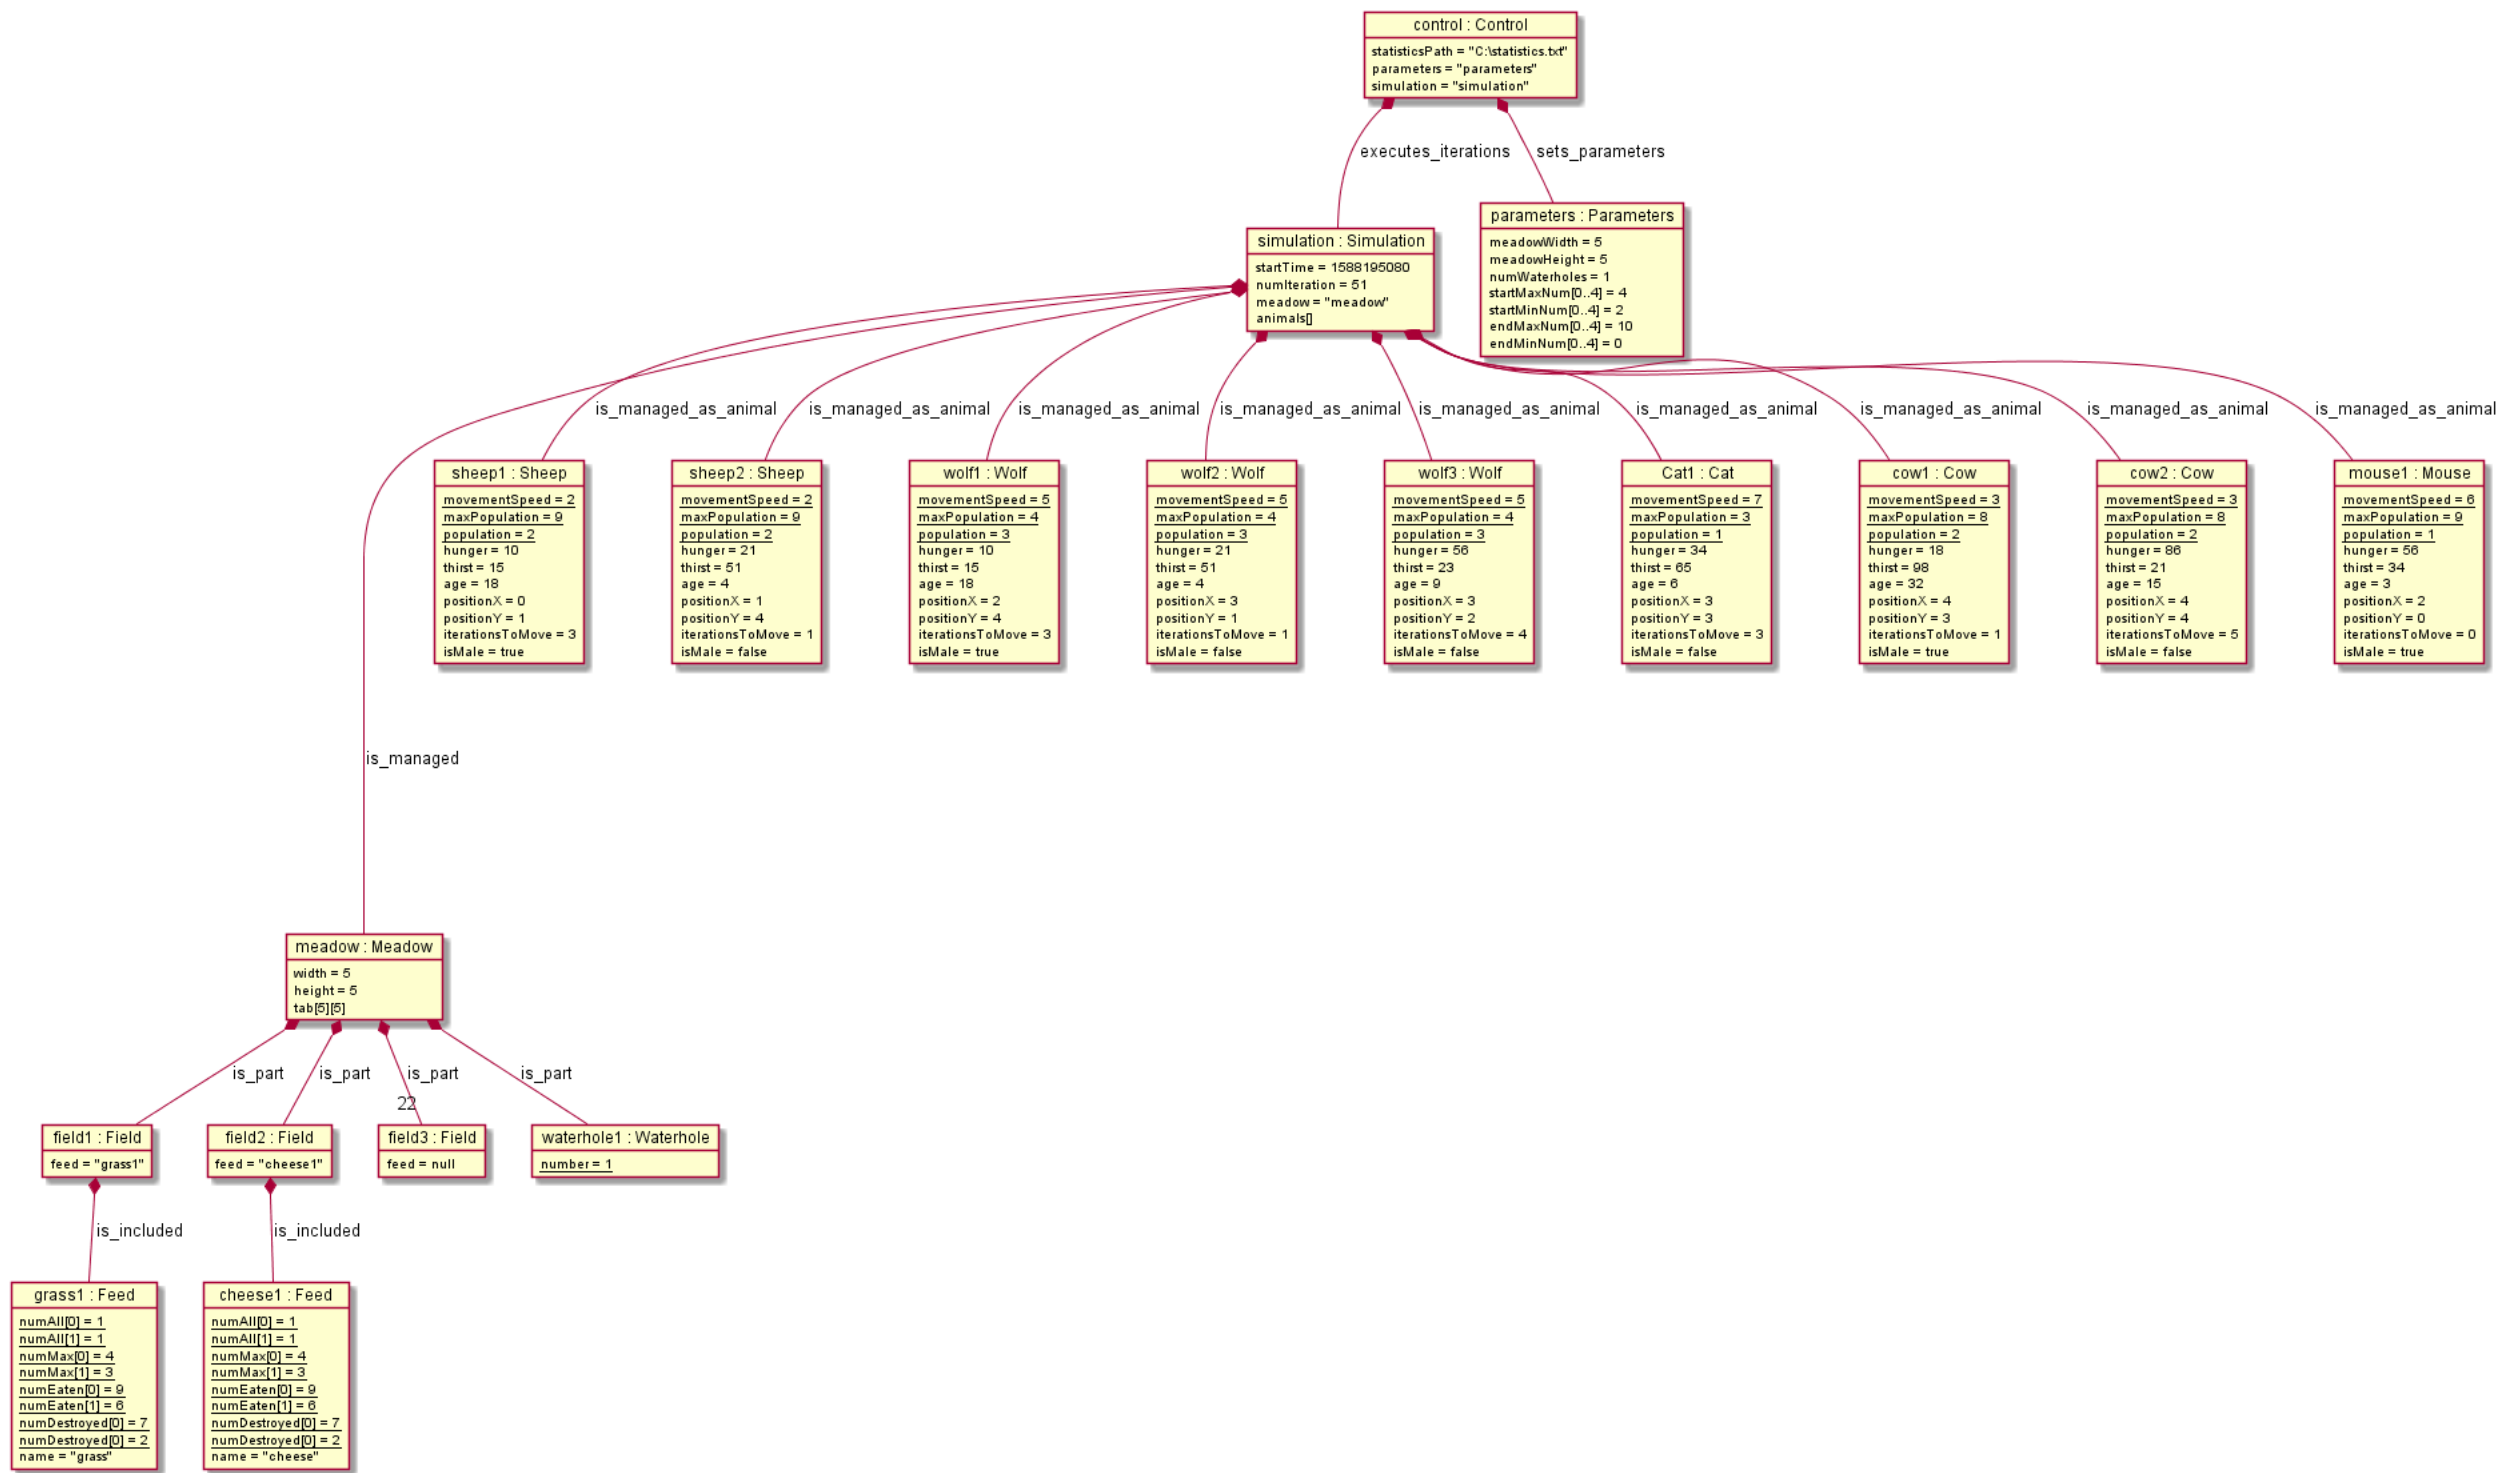 control : Control
statisticsPath = "C:\statistics.txt"
parameters = "parameters"
simulation = "simulation"
executes_iterations
sets_parameters
parameters : Parameters
meadowWidth = 5
meadowHeight = 5
numWaterholes = 1
startMaxNum[0..4] = 4
startMinNum[0..4] = 2
endMaxNum[0..4] = 10
endMinNum[0..4] = 0
simulation : Simulation
startTime = 1588195080
numIteration = 51
meadow = "meadow"
animals[]
is_managed_as_animal
is_managed_as_animal
is_managed_as_animal
is_managed_as_animal
is_managed_as_animal
is_managed_as_animal
is_managed_as_animal
is_managed_as_animal
is_managed_as_animal
sheep1 : Sheep
movementSpeed = 2
maxPopulation = 9
population = 2
hunger = 10
thirst = 15
age = 18
positionX = 0
positionY = 1
iterationsToMove = 3
isMale = true
sheep2 : Sheep
movementSpeed = 2
maxPopulation = 9
population = 2
hunger = 21
thirst = 51
age = 4
positionX = 1
positionY = 4
iterationsToMove = 1
isMale = false
wolf1 : Wolf
movementSpeed = 5
maxPopulation = 4
population = 3
hunger = 10
thirst = 15
age = 18
positionX = 2
positionY = 4
iterationsToMove = 3
isMale = true
wolf2 : Wolf
movementSpeed = 5
maxPopulation = 4
population = 3
hunger = 21
thirst = 51
age = 4
positionX = 3
positionY = 1
iterationsToMove = 1
isMale = false
wolf3 : Wolf
movementSpeed = 5
maxPopulation = 4
population = 3
hunger = 56
thirst = 23
age = 9
positionX = 3
positionY = 2
iterationsToMove = 4
isMale = false
Cat1 : Cat
movementSpeed = 7
maxPopulation = 3
population = 1
hunger = 34
thirst = 65
age = 6
positionX = 3
positionY = 3
iterationsToMove = 3
isMale = false
cow1 : Cow
movementSpeed = 3
maxPopulation = 8
population = 2
hunger = 18
thirst = 98
age = 32
positionX = 4
positionY = 3
iterationsToMove = 1
isMale = true
cow2 : Cow
movementSpeed = 3
maxPopulation = 8
population = 2
hunger = 86
thirst = 21
age = 15
positionX = 4
positionY = 4
iterationsToMove = 5
isMale = false
mouse1 : Mouse
movementSpeed = 6
maxPopulation = 9
population = 1
hunger = 56
thirst = 34
age = 3
positionX = 2
positionY = 0
iterationsToMove = 0
isMale = true
is_managed
meadow : Meadow
width = 5
height = 5
tab[5][5]
is_part
is_part
is_part
is_part
22
field1 : Field
feed = "grass1"
field2 : Field
feed = "cheese1"
field3 : Field
feed = null
waterhole1 : Waterhole
number = 1
is_included
is_included
grass1 : Feed
numAll[0] = 1
numAll[1] = 1
numMax[0] = 4
numMax[1] = 3
numEaten[0] = 9
numEaten[1] = 6
numDestroyed[0] = 7
numDestroyed[0] = 2
name = "grass"
cheese1 : Feed
numAll[0] = 1
numAll[1] = 1
numMax[0] = 4
numMax[1] = 3
numEaten[0] = 9
numEaten[1] = 6
numDestroyed[0] = 7
numDestroyed[0] = 2
name = "cheese"